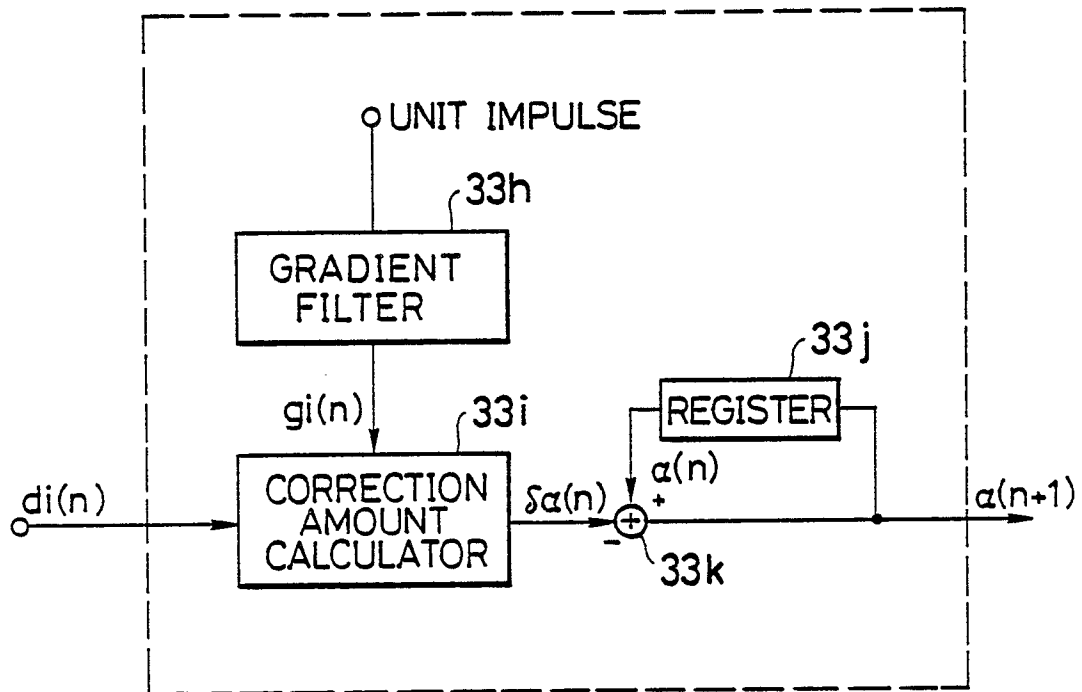 UNIT IMPULSE
33h
GRADIENT
FILTER
33j
REGISTER
gi(n)
33i
α(n)
+
di(n)
CORRECTION
AMOUNT
CALCULATOR
δα(n)
+
-
α(n+1)
33k